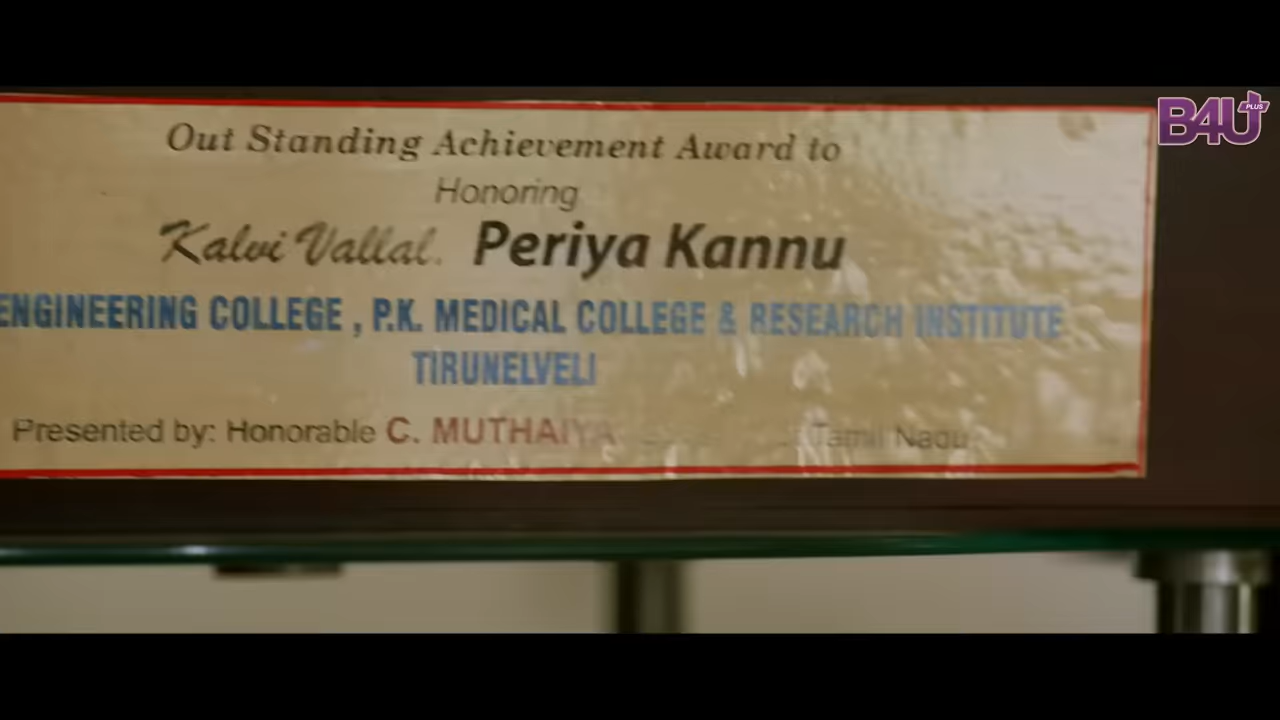 B4U PLUS
Out Standing Achievement Award to
Honoring
Kalvi Vallal. Periya Kannu
ENGINEERING COLLEGE , P.K. MEDICAL COLLEGE & RESEARCH INSTITUTE
TIRUNELVELI
Presented by: Honorable C. MUTHAIYA Tamil Nadu